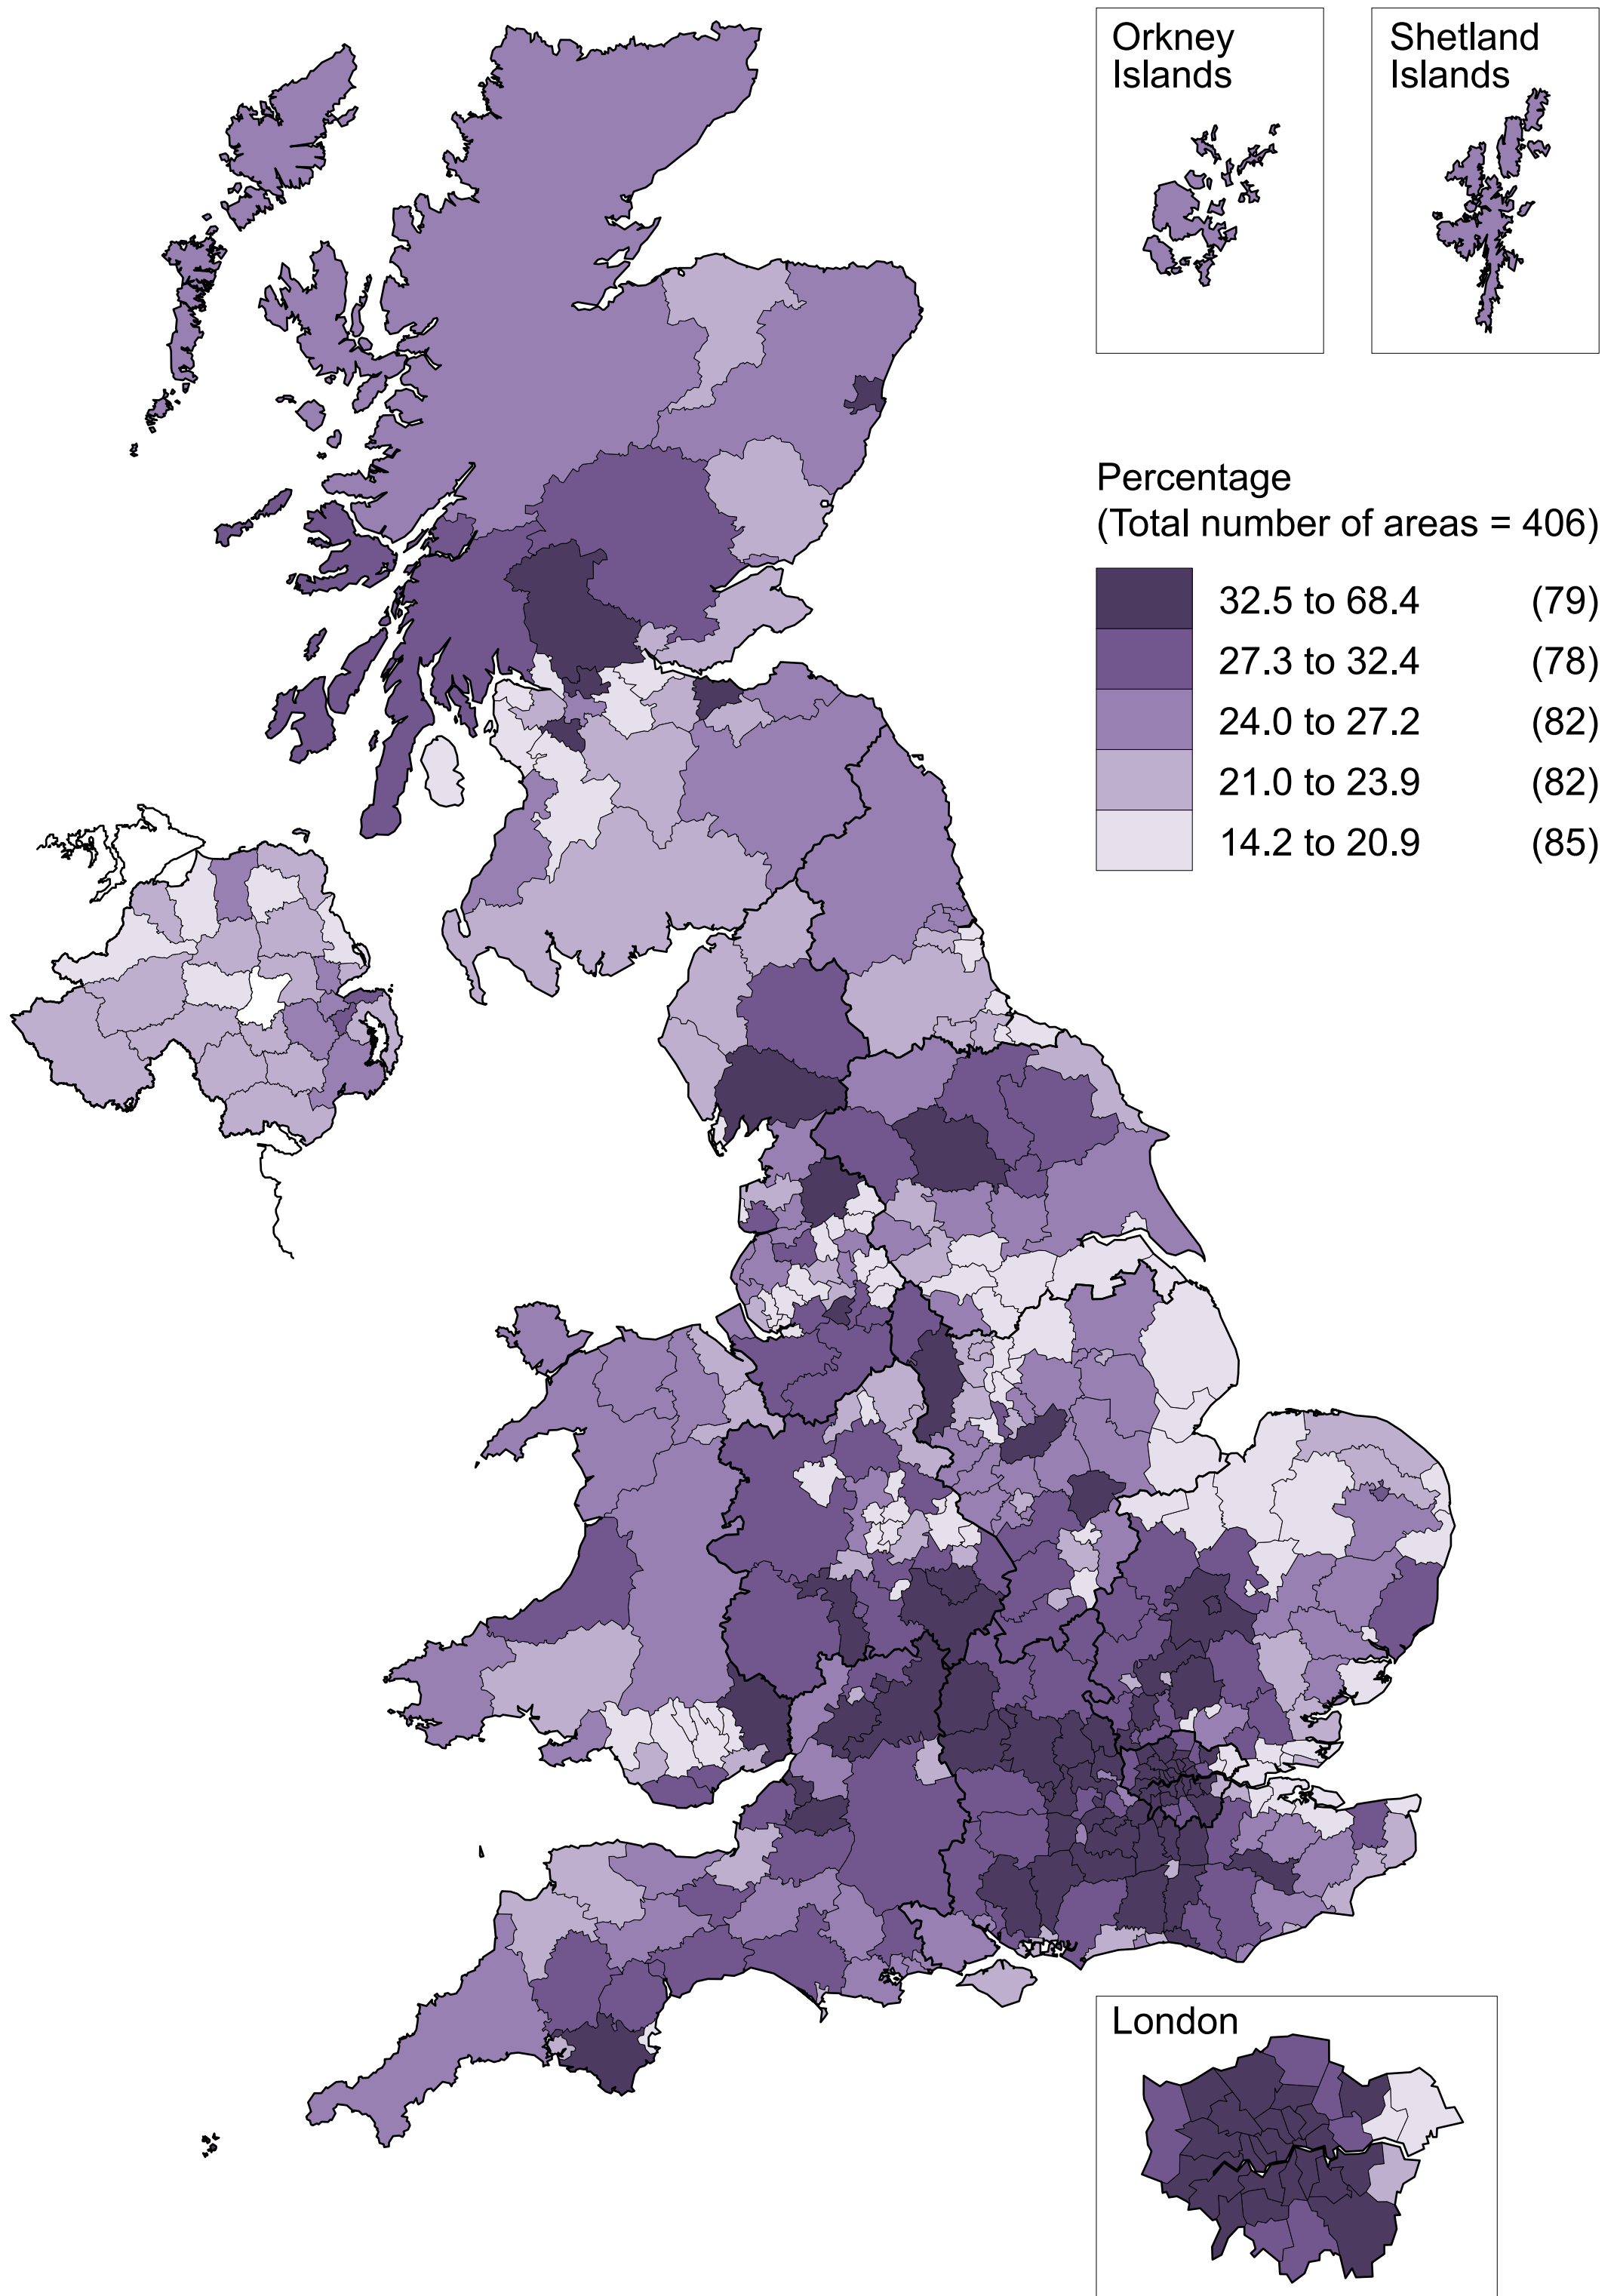 Orkney
Islands
Shetland
Islands
Percentage
(Total number of areas = 406)
32.5 to 68.4 (79)
27.3 to 32.4 (78)
24.0 to 27.2 (82)
21.0 to 23.9 (82)
14.2 to 20.9 (85)
London